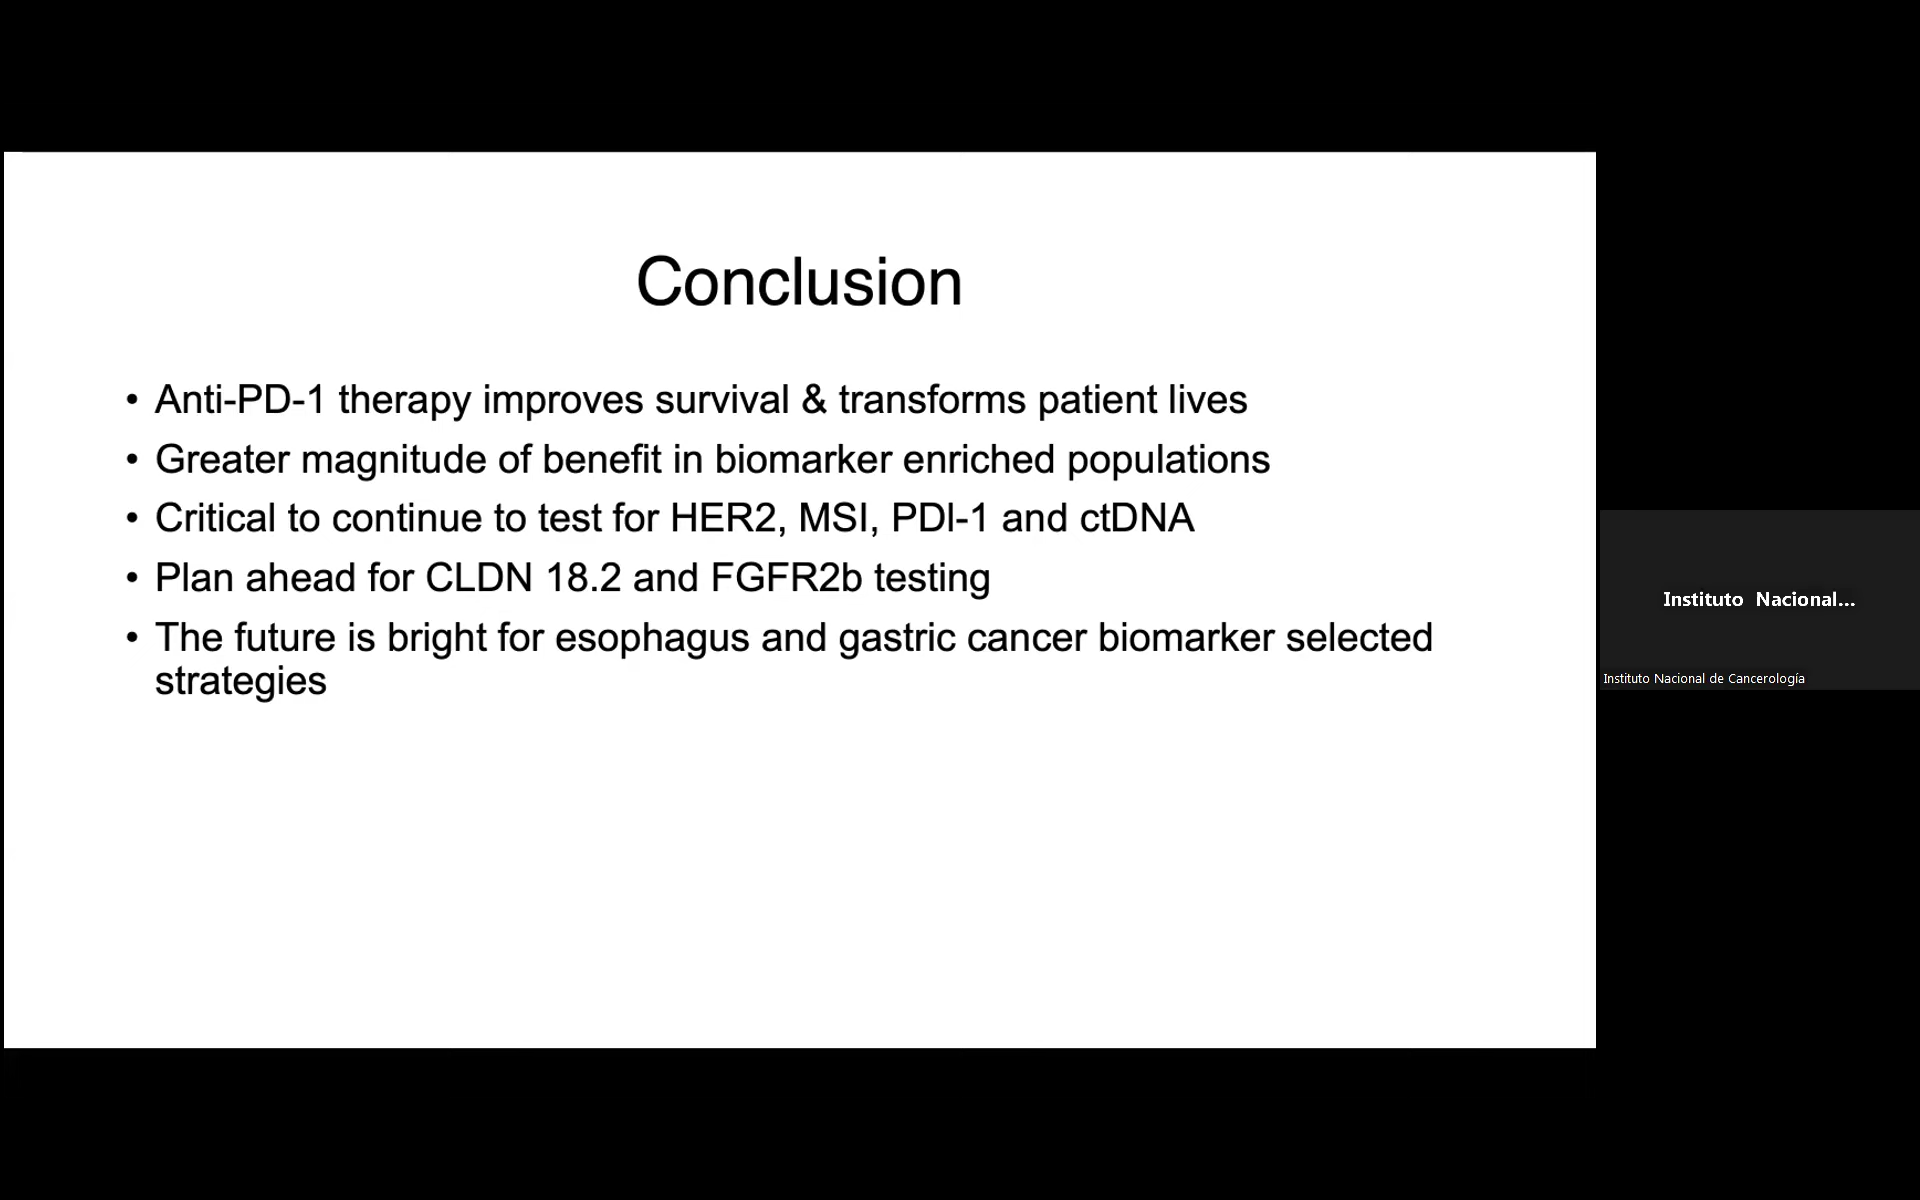 Conclusion
• Anti-PD-1 therapy improves survival & transforms patient lives
• Greater magnitude of benefit in biomarker enriched populations
• Critical to continue to test for HER2, MSI, PDl-1 and ctDNA
• Plan ahead for CLDN 18.2 and FGFR2b testing
• The future is bright for esophagus and gastric cancer biomarker selected
strategies
Instituto Nacional...
Instituto Nacional de Cancerología